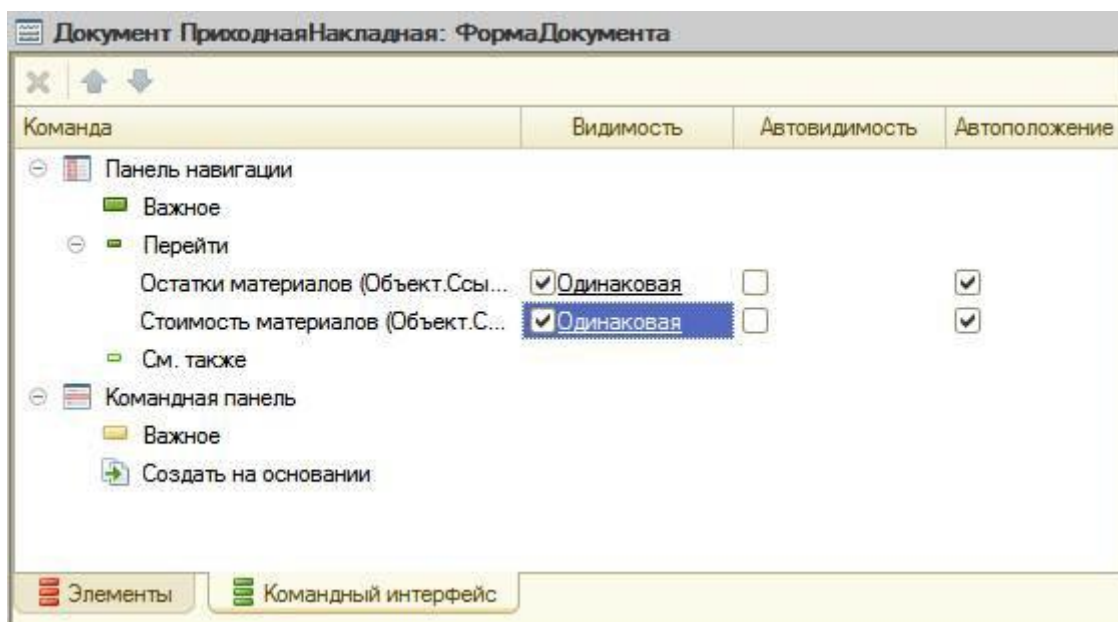 Документ ПриходнаяНакладная: ФормаДокумента
Команда Видимость Автовидимость Автоположение
Панель навигации
Важное
Перейти
Остатки материалов (Объект.Ссы... Одинаковая
Стоимость материалов (Объект.С... Одинаковая
См. также
Командная панель
Важное
Создать на основании
Элементы Командный интерфейс